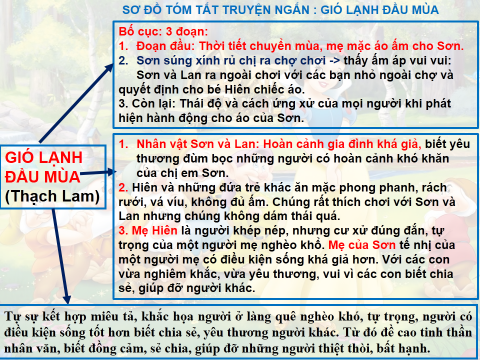 SƠ ĐỒ TÓM TẮT TRUYỆN NGẮN : GIÓ LẠNH ĐẦU MÙA
Bố cục: 3 đoạn:
1. Đoạn đầu: Thời tiết chuyển mùa, mẹ mặc áo ấm cho Sơn.
2. Sơn súng xính rủ chị ra chợ chơi -> thấy ấm áp vui vui:
Sơn và Lan ra ngoài chơi với các bạn nhỏ ngoài chợ và
quyết định cho bé Hiên chiếc áo.
3. Còn lại: Thái độ và cách ứng xử của mọi người khi phát
hiện hành động cho áo của Sơn.
GIÓ LẠNH
ĐẦU MÙA
(Thạch Lam)
1. Nhân vật Sơn và Lan: Hoàn cảnh gia đình khá giả, biết yêu
thương đùm bọc những người có hoàn cảnh khó khăn
của chị em Sơn.
2. Hiên và những đứa trẻ khác ăn mặc phong phanh, rách
rưới, vá víu, không đủ ấm. Chúng rất thích chơi với Sơn và
Lan nhưng chúng không dám thái quá.
3. Mẹ Hiên là người khép nép, nhưng cư xử đúng đắn, tự
trọng của một người mẹ nghèo khổ. Mẹ của Sơn tế nhị của
một người mẹ có điều kiện sống khá giả hơn. Với các con
vừa nghiêm khắc, vừa yêu thương, vui vì các con biết chia
sẻ, giúp đỡ người khác.
Tự sự kết hợp miêu tả, khắc họa người ở làng quê nghèo khó, tự trọng, người có
điều kiện sống tốt hơn biết chia sẻ, yêu thương người khác. Từ đó đề cao tinh thần
nhân văn, biết đồng cảm, sẻ chia, giúp đỡ những người thiệt thòi, bất hạnh.